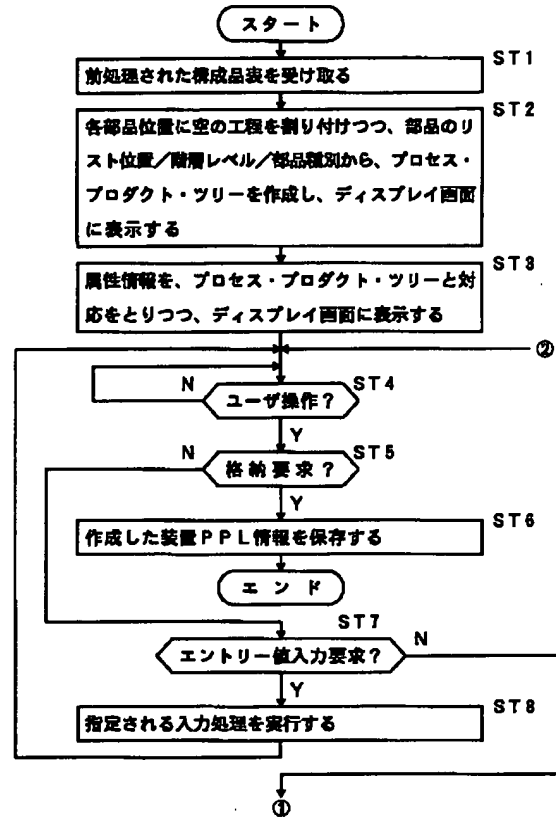 スタート
ST1
前処理された構成品表を受け取る
ST2
各部品位置に空の工程を割り付けつつ、部品のリ
スト位置/階層レベル/部品種別から、プロセス・
プロダクト・ツリーを作成し、ディスプレイ画面
に表示する
ST3
属性情報を、プロセス・プロダクト・ツリーと対
応をとりつつ、ディスプレイ画面に表示する
②
N
ST4
ユーザ操作?
Y
N
ST5
格納要求?
Y
ST6
作成した装置PPL情報を保存する
エンド
ST7
エントリー値入力要求?
N
Y
ST8
指定される入力処理を実行する
①